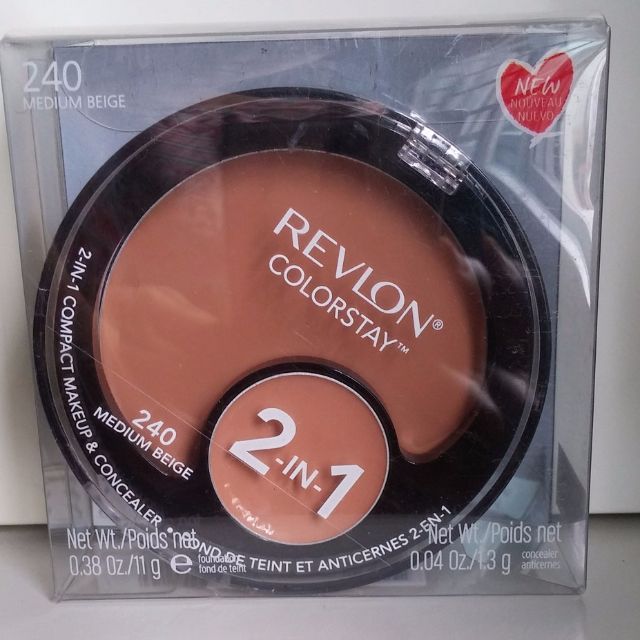 240
MEDIUM BEIGE
NEW
NOUVEAU
NUEVO
REVLON®
COLORSTAY™
240
MEDIUM BEIGE
2-IN-1
2-IN-1 COMPACT MAKEUP & CONCEALER • FOND DE TEINT ET ANTICERNES 2-EN-1
Net Wt./Poids net
0.38 Oz./11 g e
foundation
fond de teint
Net Wt./Poids net
0.04 Oz./1.3 g
concealer
anticernes